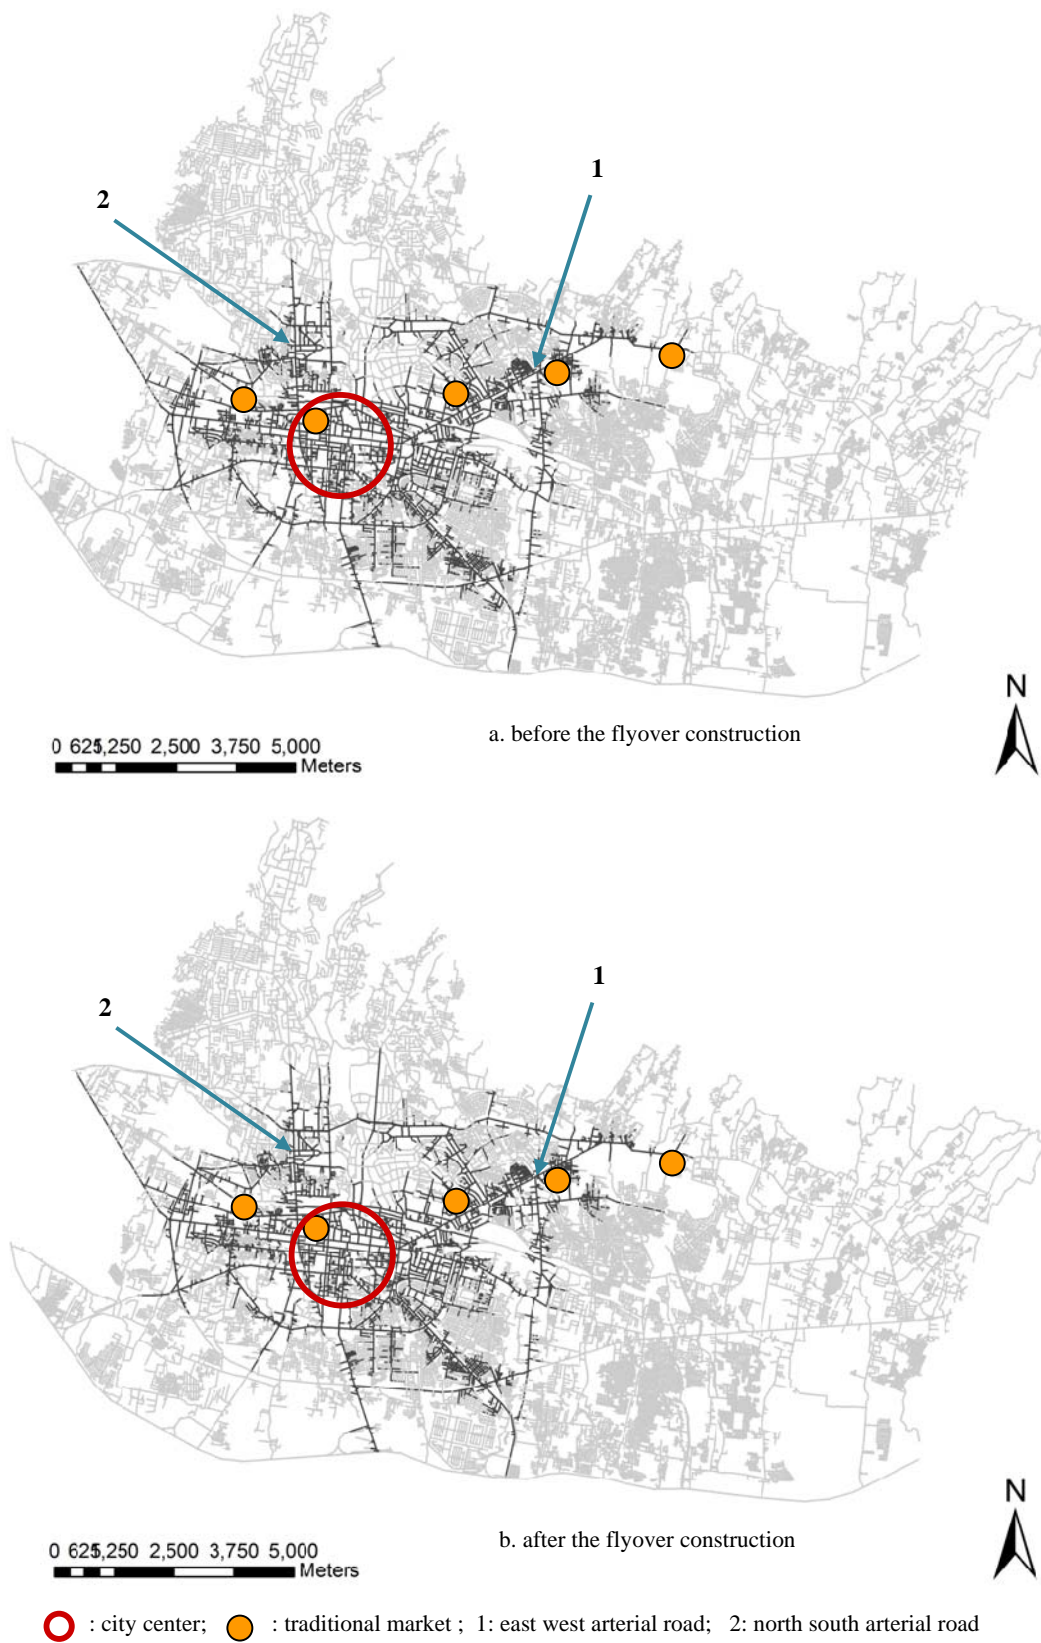 1
2
N
a. before the flyover construction
0 625 1,250 2,500 3,750 5,000
Meters
1
2
N
b. after the flyover construction
0 625 1,250 2,500 3,750 5,000
Meters
: city center; : traditional market ; 1: east west arterial road; 2: north south arterial road